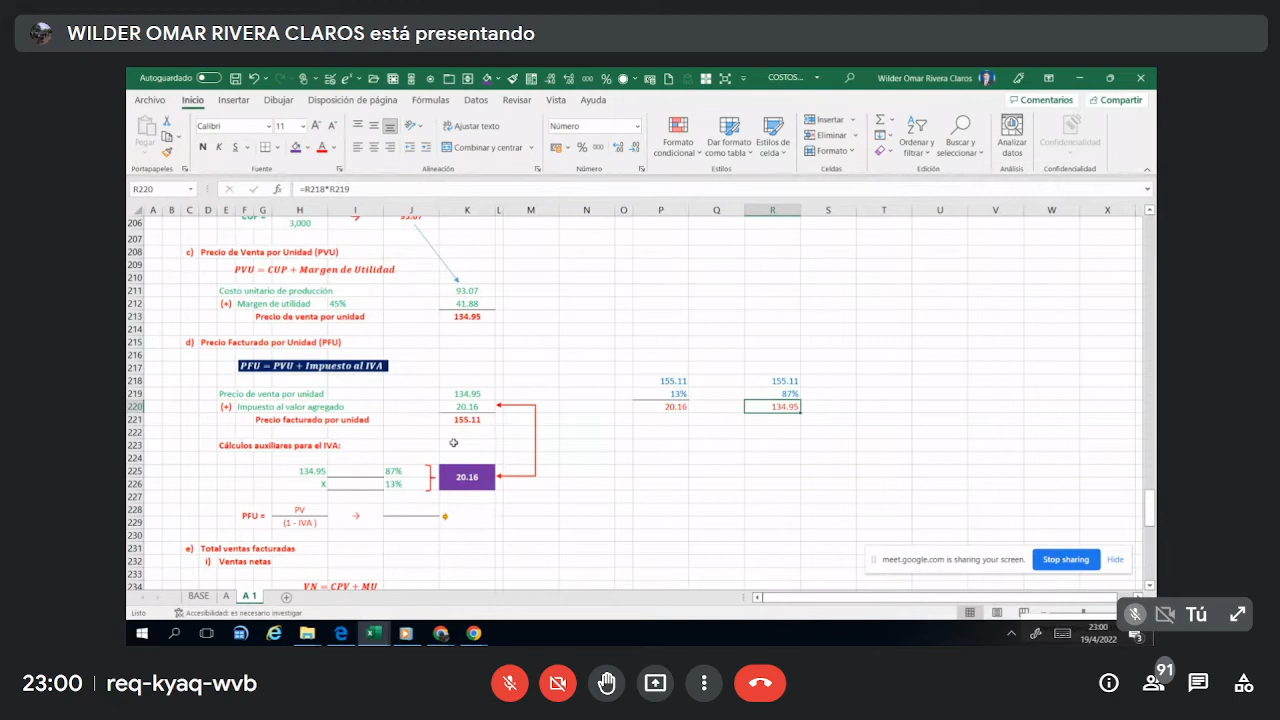 WILDER OMAR RIVERA CLAROS está presentando
Autoguardado
COSTOS...
Wilder Omar Rivera Claros
Archivo Inicio Insertar Dibujar Disposición de página Fórmulas Datos Revisar Vista Ayuda
Comentarios Compartir
Pegar
Calibri 11
N K S
Ajustar texto
Combinar y centrar
Número
% 000
Formato condicional
Dar formato como tabla
Estilos de celda
Insertar
Eliminar
Formato
Ordenar y filtrar
Buscar y seleccionar
Analizar datos
Confidencialidad
Portapapeles Fuente Alineación Número Estilos Celdas Edición Análisis Confidencialidad
R220 fx =R218*R219
A B C D E F G H I J K L M N O P Q R S T U V W X
206 CUP = 3,000 93.07
207
208 c) Precio de Venta por Unidad (PVU)
209
210 PVU = CUP + Margen de Utilidad
211 Costo unitario de producción 93.07
212 (+) Margen de utilidad 45% 41.88
213 Precio de venta por unidad 134.95
214
215 d) Precio Facturado por Unidad (PFU)
216
217 PFU = PVU + Impuesto al IVA
218 155.11 155.11
219 Precio de venta por unidad 134.95 13% 87%
220 (+) Impuesto al valor agregado 20.16 20.16 134.95
221 Precio facturado por unidad 155.11
222
223 Cálculos auxiliares para el IVA:
224
225 134.95 87%
20.16
226 X 13%
227
228 PFU = PV
229 (1 - IVA )
230
231 e) Total ventas facturadas
232 i) Ventas netas
233
234 VN = CPV + MU
meet.google.com is sharing your screen. Stop sharing Hide
BASE A A 1
Listo Accesibilidad: es necesario investigar
Tú
23:00
19/4/2022
3
23:00 | req-kyaq-wvb
91